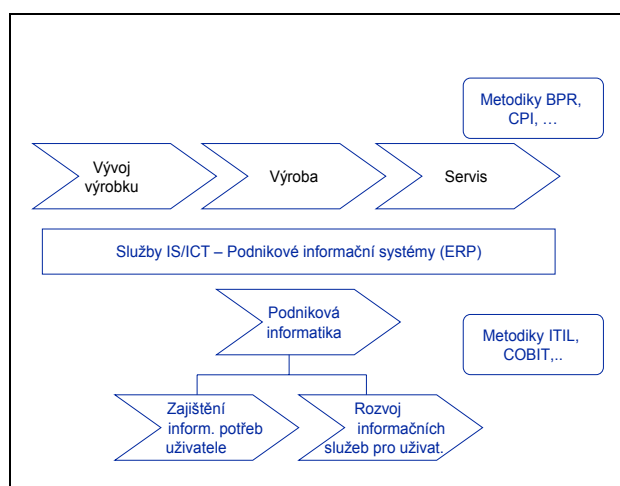 Metodiky BPR,
CPI, …
Vývoj
výrobku
Výroba
Servis
Služby IS/ICT – Podnikové informační systémy (ERP)
Podniková
informatika
Metodiky ITIL,
COBIT,..
Zajištění
inform. potřeb
uživatele
Rozvoj
informačních
služeb pro uživat.